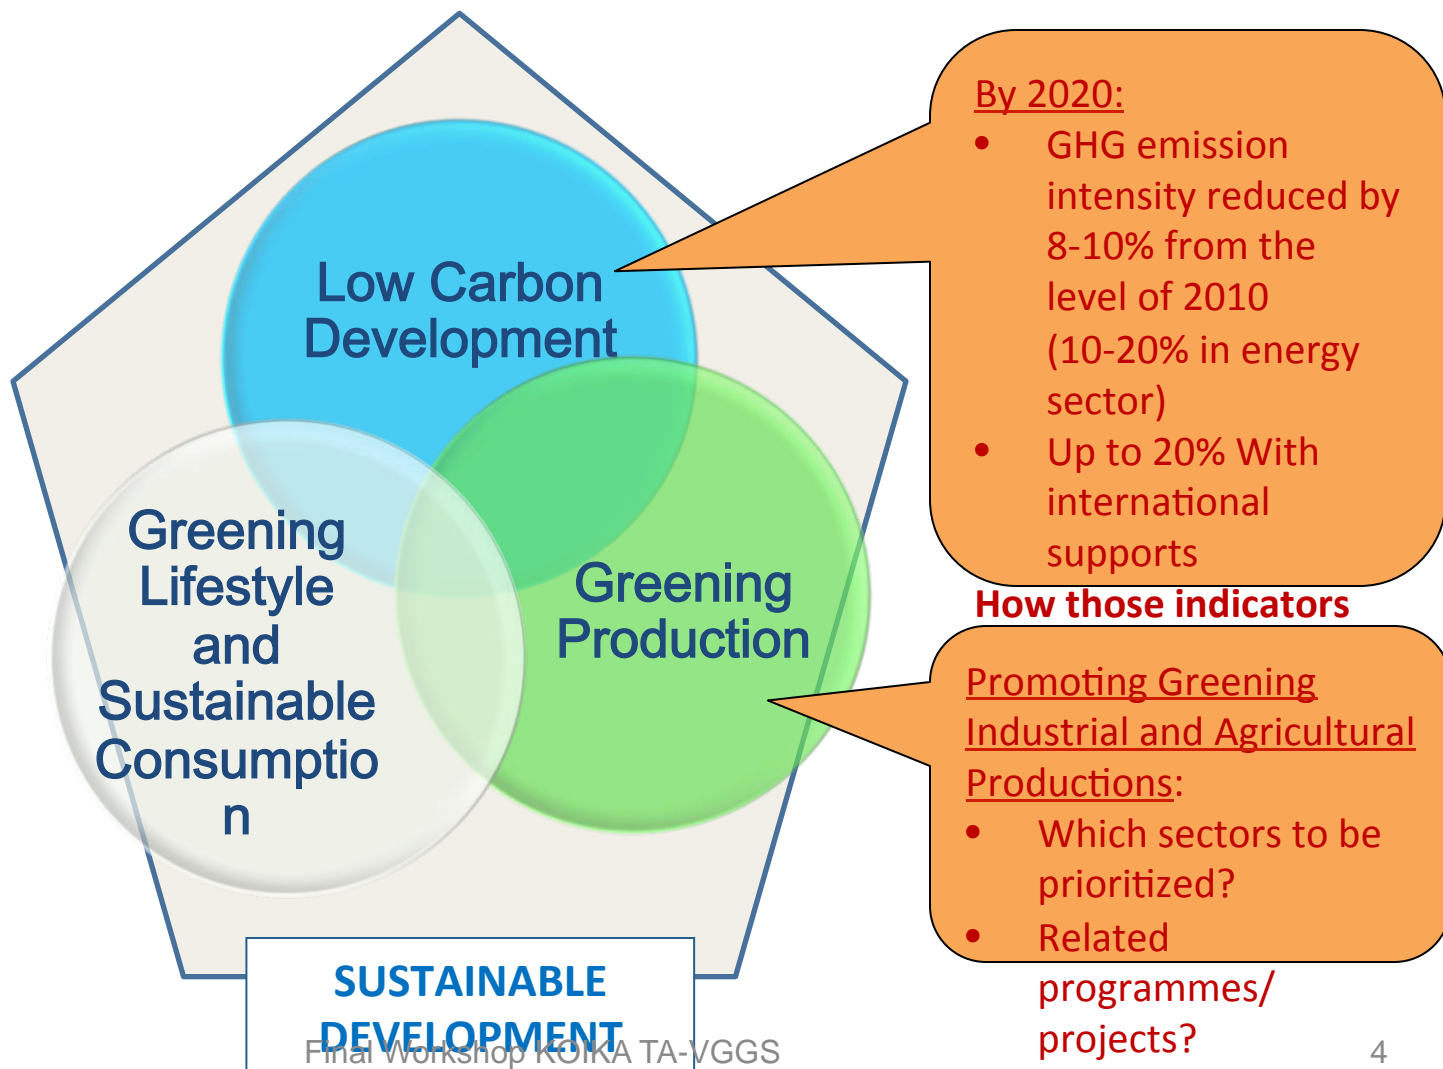 Low Carbon
Development
Greening
Lifestyle
and
Sustainable
Consumptio
n
Greening
Production
By 2020:
• GHG emission
intensity reduced by
8-10% from the
level of 2010
(10-20% in energy
sector)
• Up to 20% With
international
supports
How those indicators
Promoting Greening
Industrial and Agricultural
Productions:
• Which sectors to be
prioritized?
• Related
programmes/
projects?
SUSTAINABLE
DEVELOPMENT
Final Workshop KOIKA TA-VGGS
4